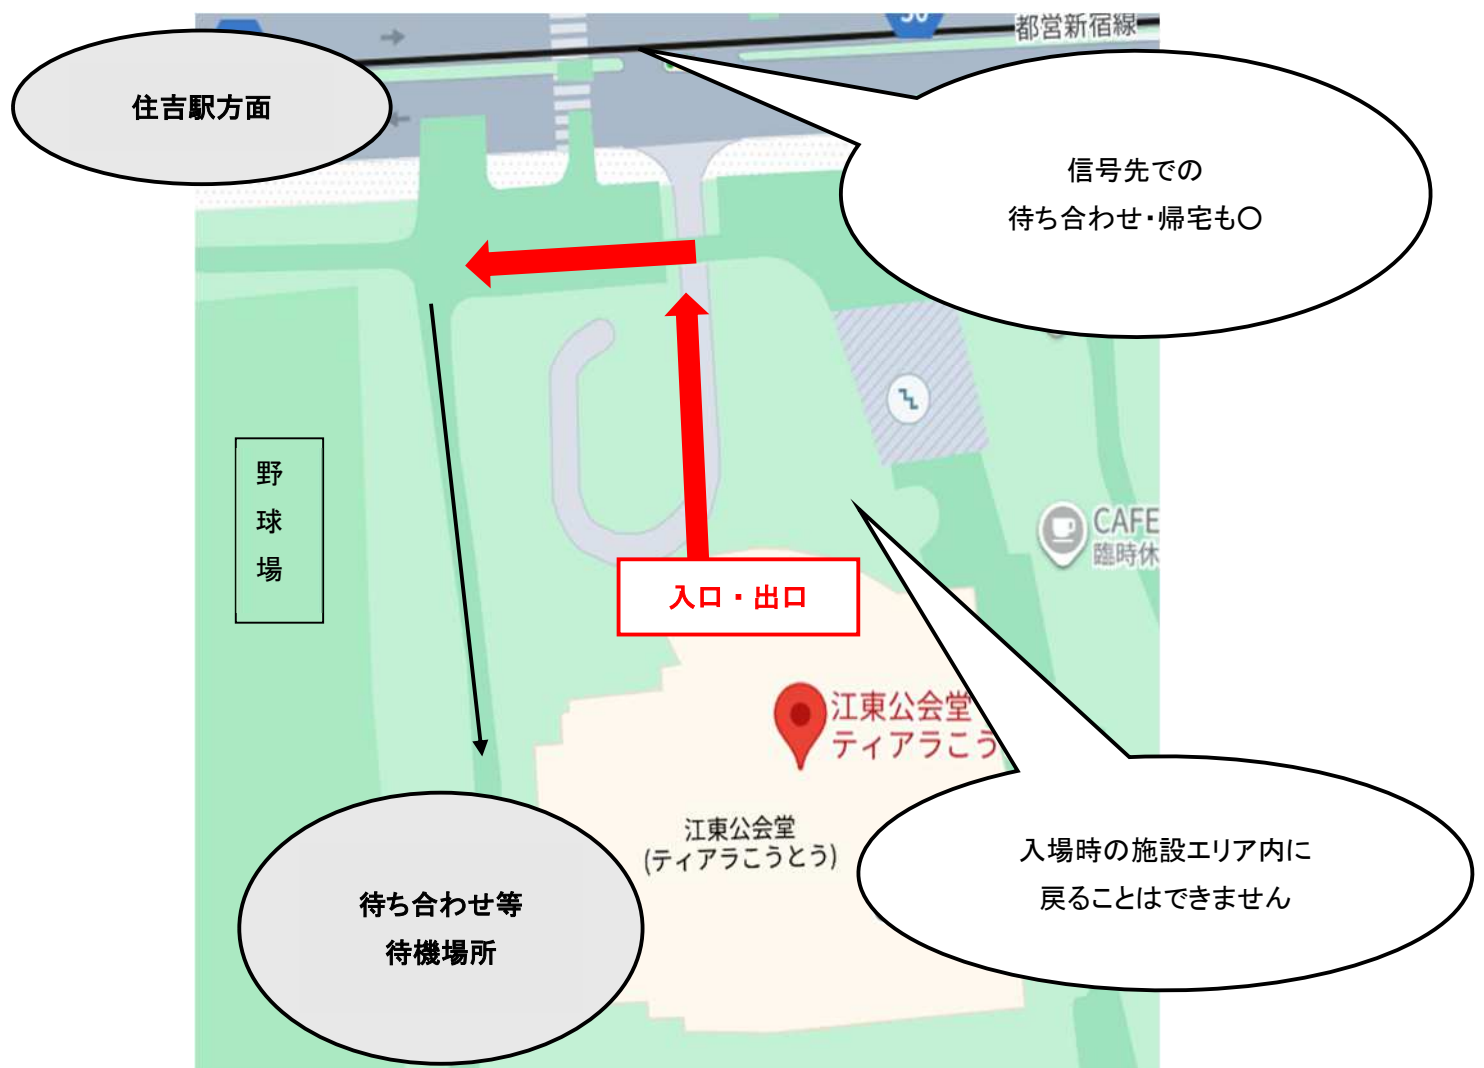 都営新宿線
住吉駅方面
信号先での
待ち合わせ・帰宅も〇
野
球
場
CAFE
臨時休
入口・出口
江東公会堂
ティアラこう
江東公会堂
(ティアラこうとう)
入場時の施設エリア内に
戻ることはできません
待ち合わせ等
待機場所